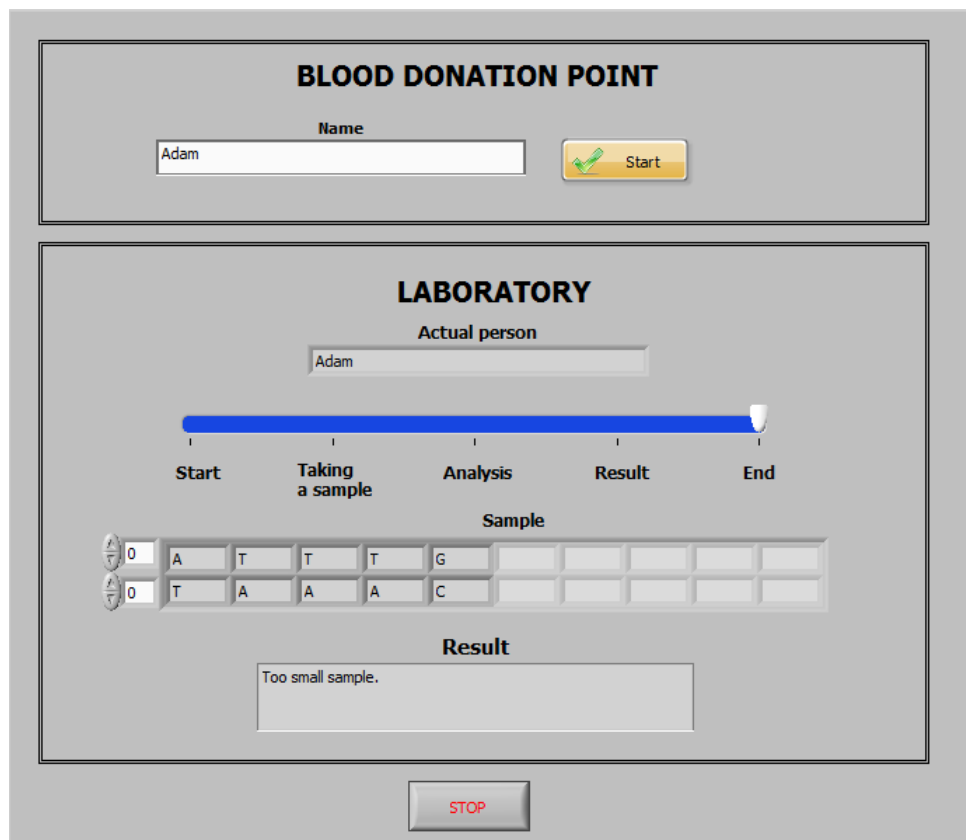 BLOOD DONATION POINT
Name
Adam
Start
LABORATORY
Actual person
Adam
Start
Taking
a sample
Analysis
Result
End
Sample
0 A T T T G
0 T A A A C
Result
Too small sample.
STOP